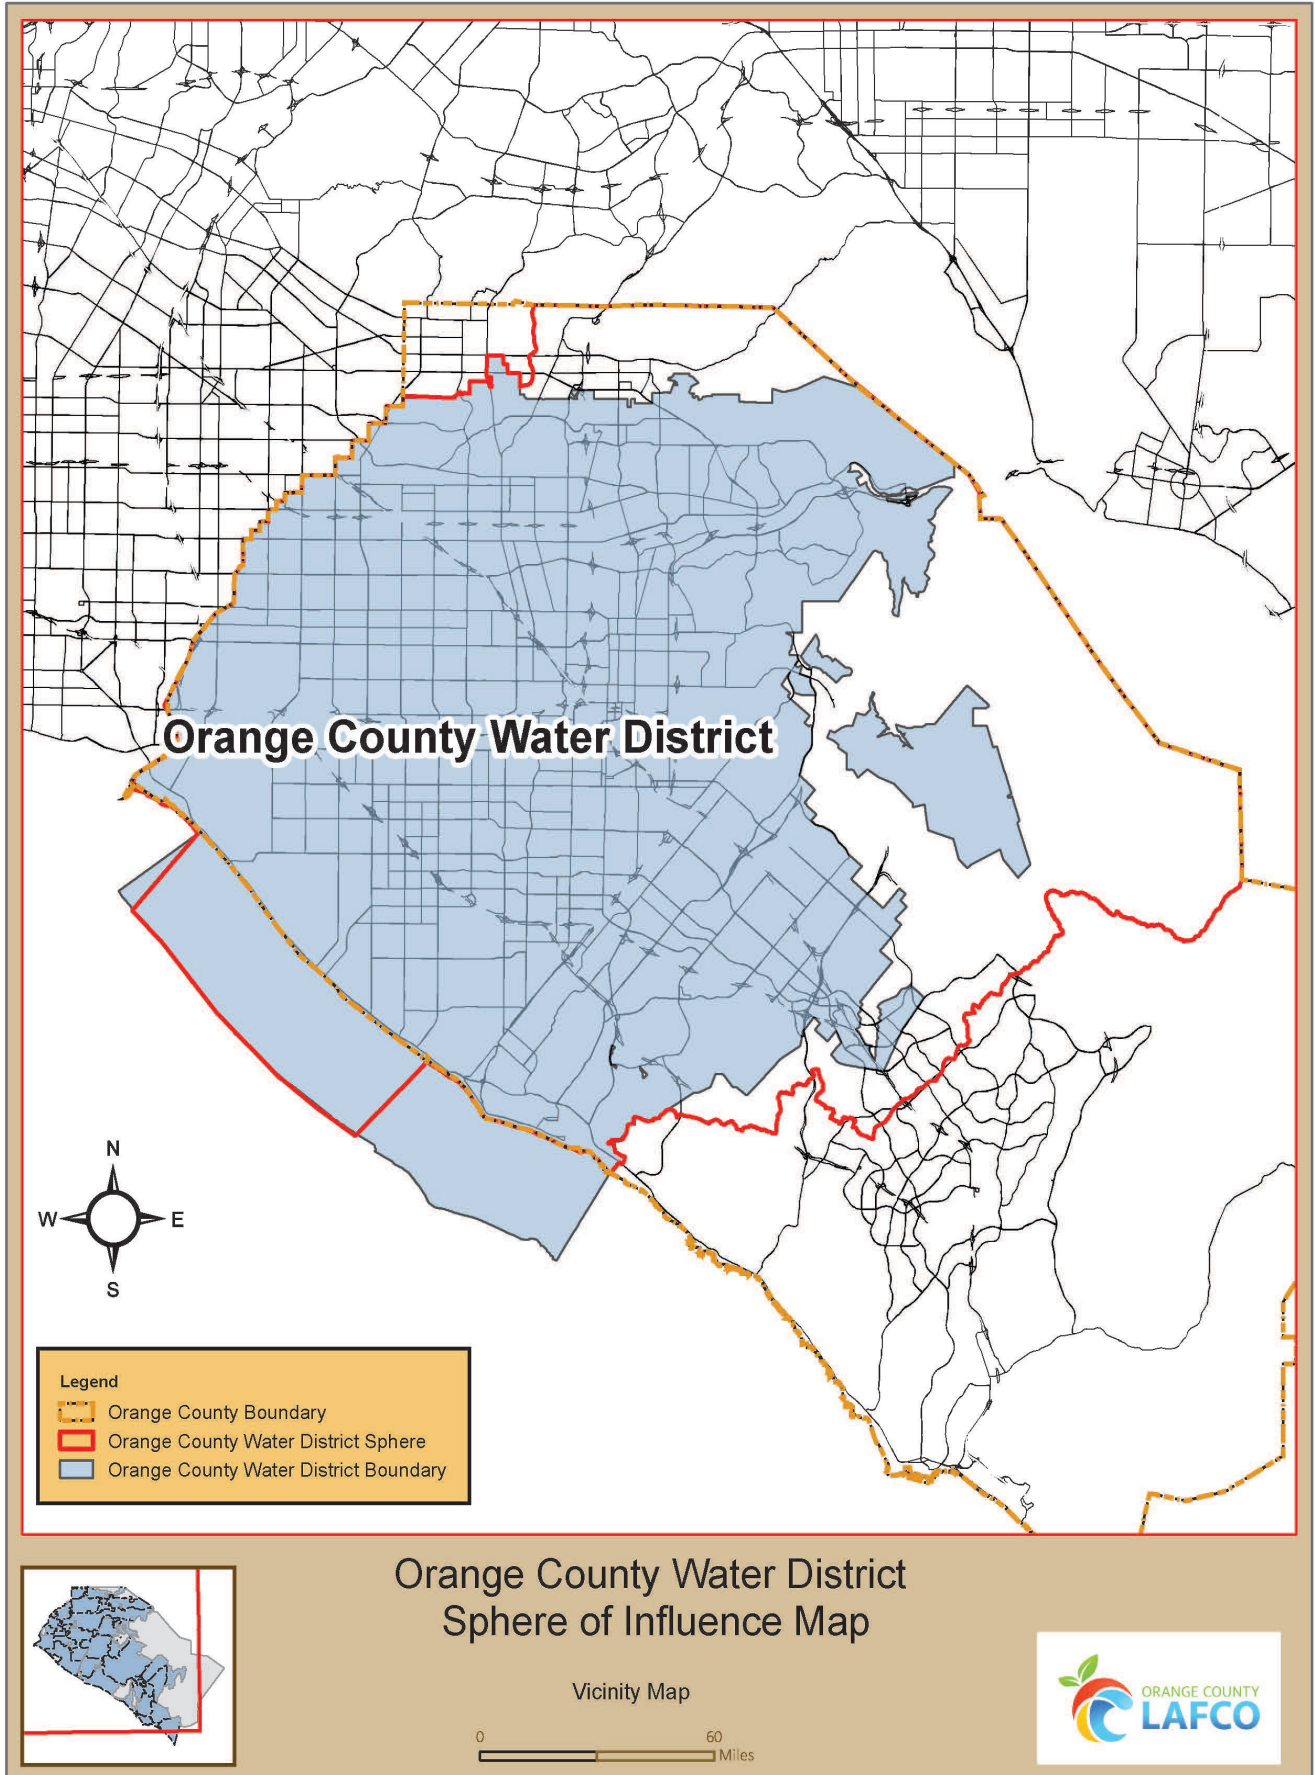 Orange County Water District
N
W
E
S
Legend
Orange County Boundary
Orange County Water District Sphere
Orange County Water District Boundary
Orange County Water District
Sphere of Influence Map
Vicinity Map
0
60
Miles
ORANGE COUNTY
LAFCO